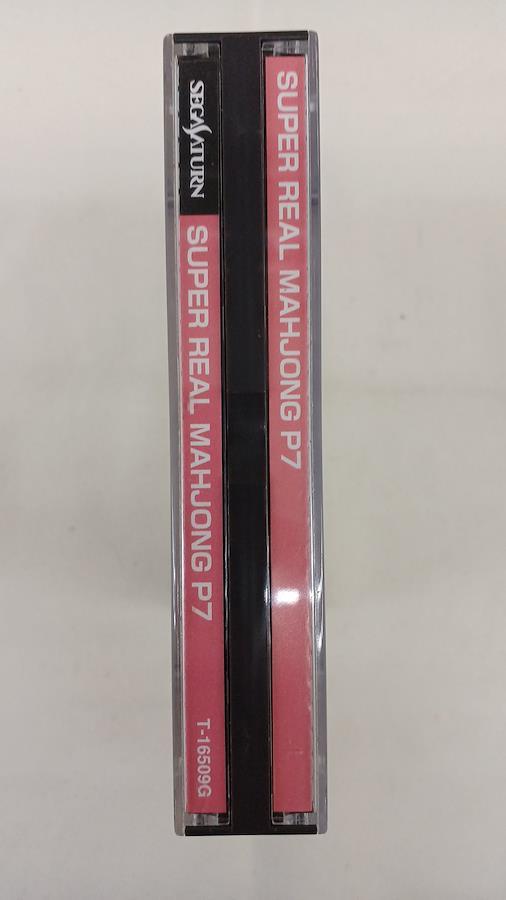 SUPER REAL MAHJONG P7
SEGA SATURN
SUPER REAL MAHJONG P7
T-16509G